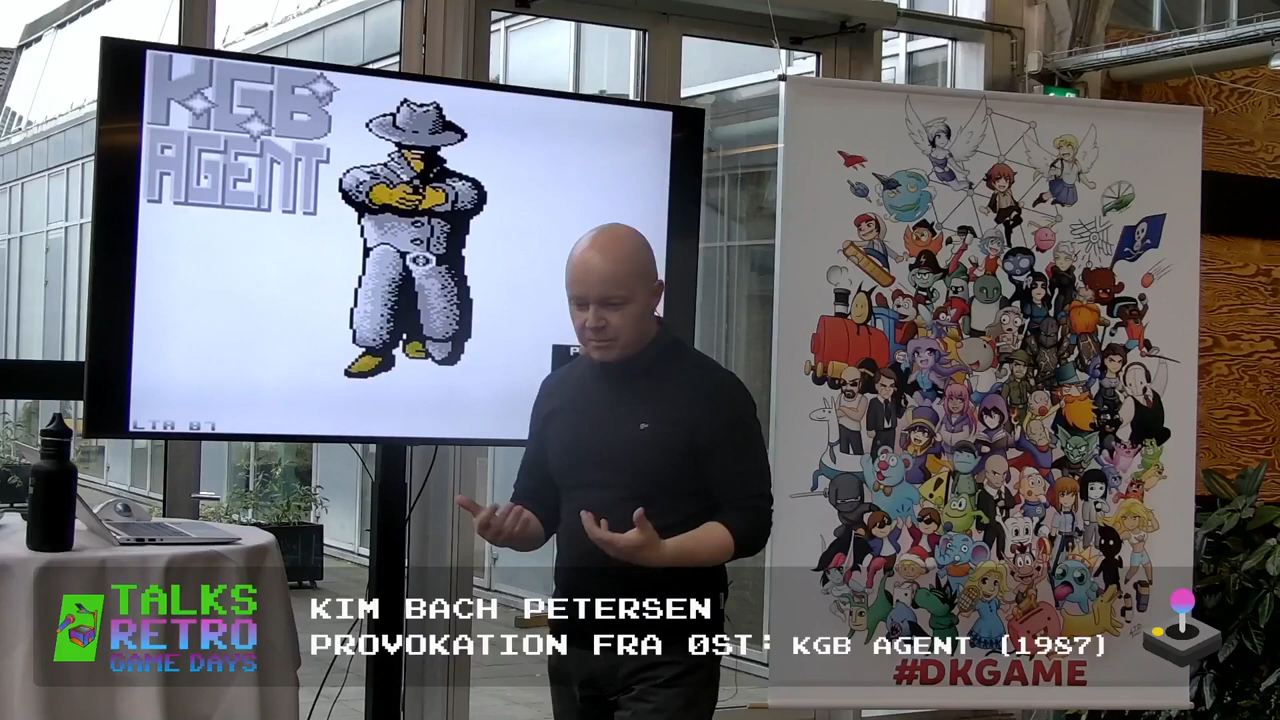 KGB
AGENT
LTA 87
TALKS
RETRO
GAME DAYS
KIM BACH PETERSEN
PROVOKATION FRA ØST: KGB AGENT (1987)
#DKGAME